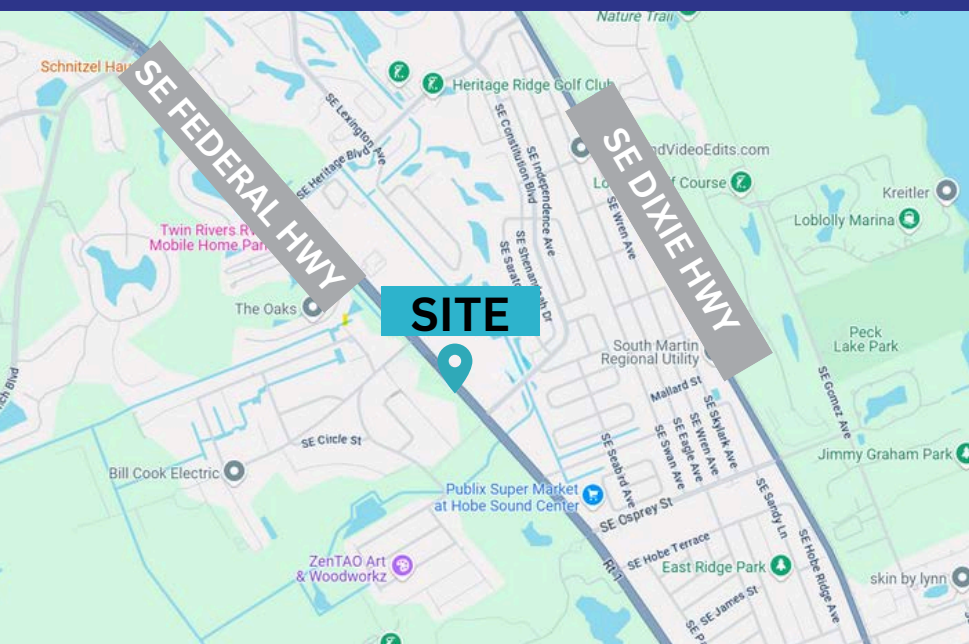 Nature Trail
Schnitzel Hau
SE FEDERAL HWY
Heritage Ridge Golf Club
SE Lexington Ave
SE Heritage Blvd
SE Constitution Blvd
SE Independence Ave
SE Wren Ave
SE DIXIE HWY
ndVideoEdits.com
f Course
Kreitler
Loblolly Marina
Twin Rivers R
Mobile Home Par
SE Shenandoah Dr
The Oaks
SITE
South Martin
Regional Utility
Peck
Lake Park
Mallard St
SE Gomez Ave
SE Skylark Ave
SE Wren Ave
SE Eagle Ave
SE Swan Ave
SE Seabird Ave
SE Circle St
Bill Cook Electric
Jimmy Graham Park
Publix Super Market
at Hobe Sound Center
SE Osprey St
SE Sandy Ln
SE Hobe Ridge Ave
SE Hobe Terrace
Rt-1
East Ridge Park
ZenTAO Art
& Woodworkz
skin by lynn
SE James St